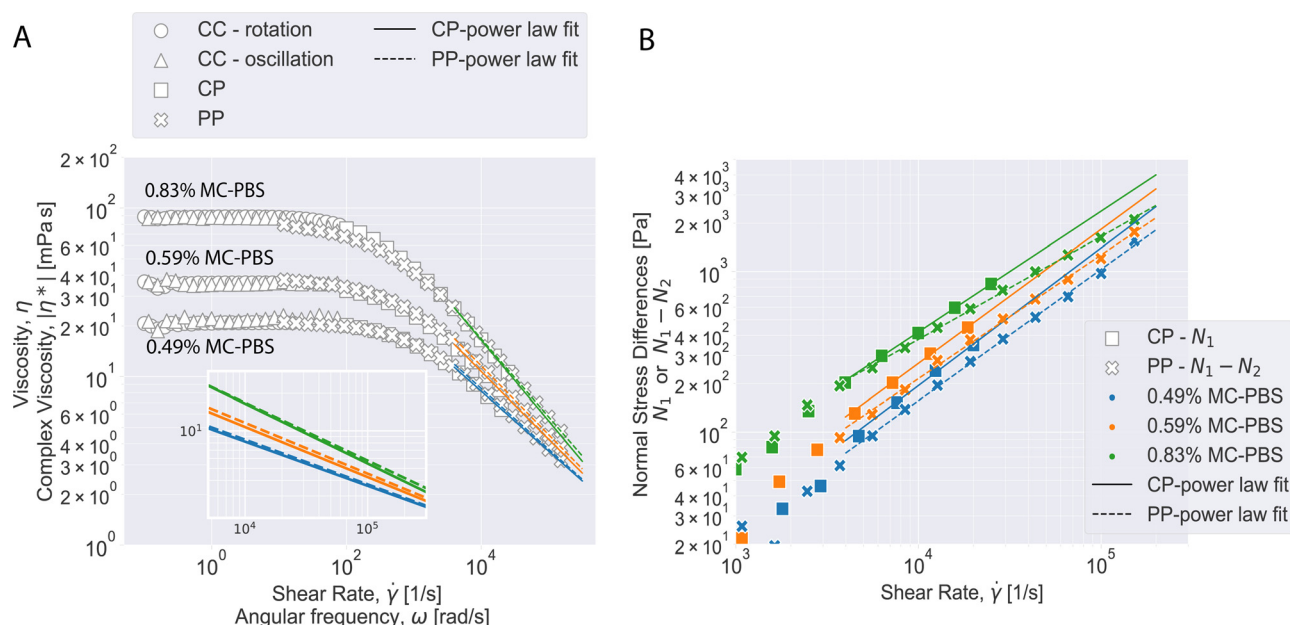 A
CC - rotation
CC - oscillation
CP
PP
CP-power law fit
PP-power law fit
Viscosity, η
Complex Viscosity, |η*| [mPa s]
2 × 10²
10²
6 × 10¹
4 × 10¹
3 × 10¹
2 × 10¹
10¹
6 × 10⁰
4 × 10⁰
3 × 10⁰
2 × 10⁰
10⁰
0.83% MC-PBS
0.59% MC-PBS
0.49% MC-PBS
10¹
10⁴
10⁵
10⁰
10²
10⁴
Shear Rate, γ̇ [1/s]
Angular frequency, ω [rad/s]
B
Normal Stress Differences [Pa]
N₁ or N₁ − N₂
4 × 10³
3 × 10³
2 × 10³
10³
6 × 10²
4 × 10²
3 × 10²
2 × 10²
10²
6 × 10¹
4 × 10¹
3 × 10¹
2 × 10¹
10³
10⁴
10⁵
Shear Rate, γ̇ [1/s]
CP - N₁
PP - N₁ − N₂
0.49% MC-PBS
0.59% MC-PBS
0.83% MC-PBS
CP-power law fit
PP-power law fit